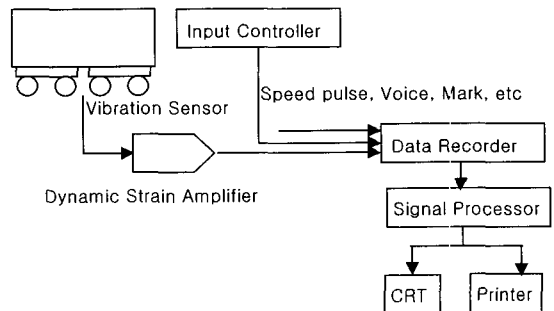 Input Controller
Vibration Sensor
Speed pulse, Voice, Mark, etc
Data Recorder
Dynamic Strain Amplifier
Signal Processor
CRT
Printer